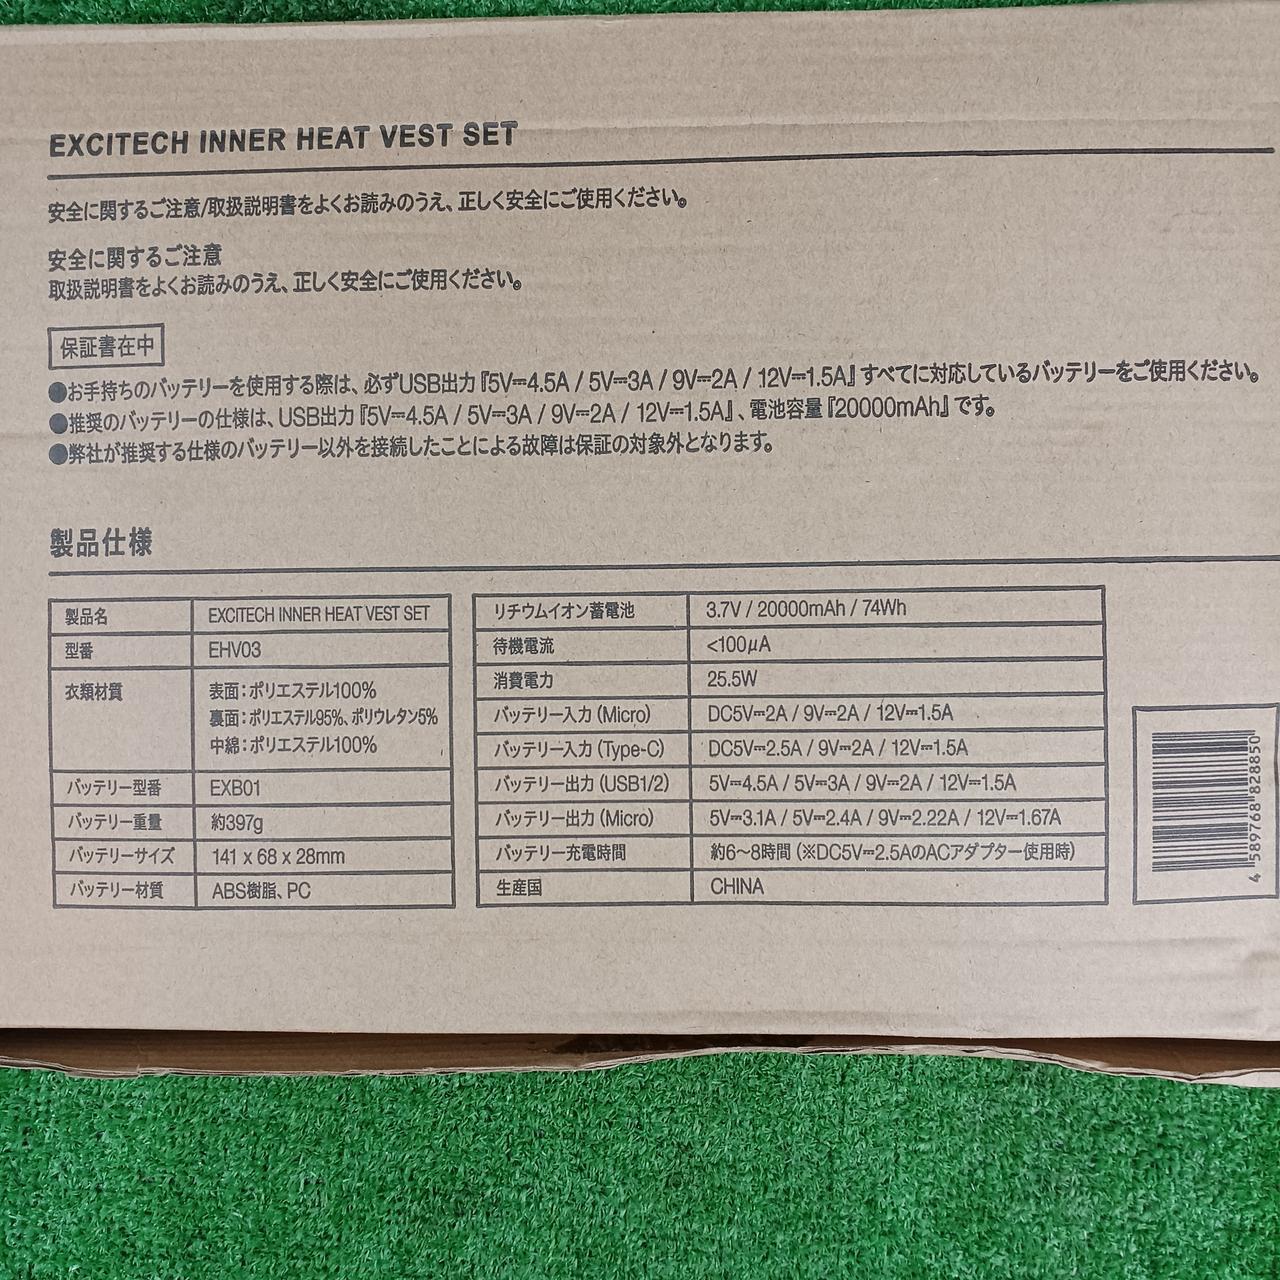 EXCITECH INNER HEAT VEST SET
安全に関するご注意/取扱説明書をよくお読みのうえ、正しく安全にご使用ください。
安全に関するご注意
取扱説明書をよくお読みのうえ、正しく安全にご使用ください。
保証書在中
●お手持ちのバッテリーを使用する際は、必ずUSB出力『5V⎓4.5A / 5V⎓3A / 9V⎓2A / 12V⎓1.5A』すべてに対応しているバッテリーをご使用ください。
●推奨のバッテリーの仕様は、USB出力『5V⎓4.5A / 5V⎓3A / 9V⎓2A / 12V⎓1.5A』、電池容量『20000mAh』です。
●弊社が推奨する仕様のバッテリー以外を接続したことによる故障は保証の対象外となります。
製品仕様
製品名 EXCITECH INNER HEAT VEST SET
型番 EHV03
衣類材質 表面:ポリエステル100%
裏面:ポリエステル95%、ポリウレタン5%
中綿:ポリエステル100%
バッテリー型番 EXB01
バッテリー重量 約397g
バッテリーサイズ 141 x 68 x 28mm
バッテリー材質 ABS樹脂、PC
リチウムイオン蓄電池 3.7V / 20000mAh / 74Wh
待機電流 <100μA
消費電力 25.5W
バッテリー入力(Micro) DC5V⎓2A / 9V⎓2A / 12V⎓1.5A
バッテリー入力(Type-C) DC5V⎓2.5A / 9V⎓2A / 12V⎓1.5A
バッテリー出力(USB1/2) 5V⎓4.5A / 5V⎓3A / 9V⎓2A / 12V⎓1.5A
バッテリー出力(Micro) 5V⎓3.1A / 5V⎓2.4A / 9V⎓2.22A / 12V⎓1.67A
バッテリー充電時間 約6~8時間(※DC5V⎓2.5AのACアダプター使用時)
生産国 CHINA
4 589768 828850